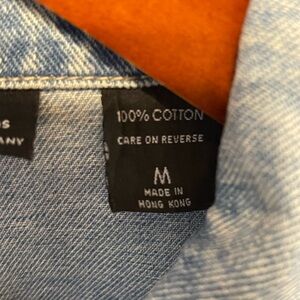 100% COTTON
CARE ON REVERSE
M
MADE IN
HONG KONG